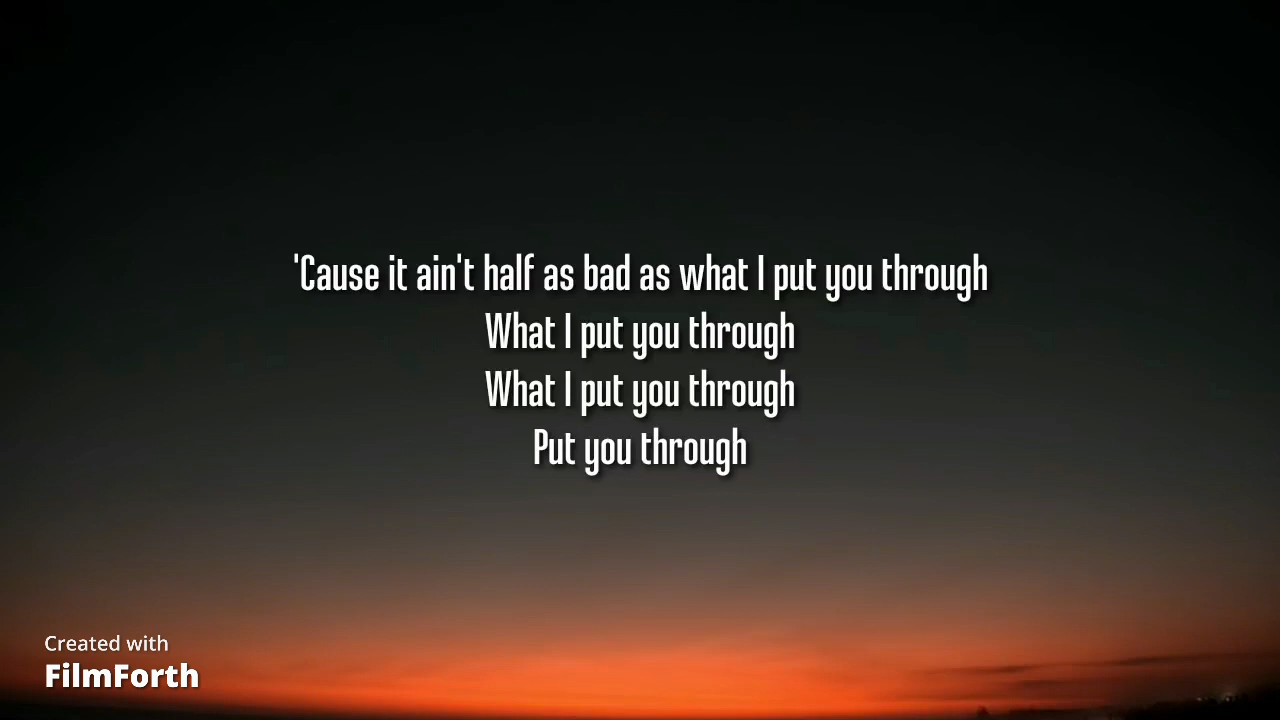 'Cause it ain't half as bad as what I put you through
What I put you through
What I put you through
Put you through
Created with
FilmForth